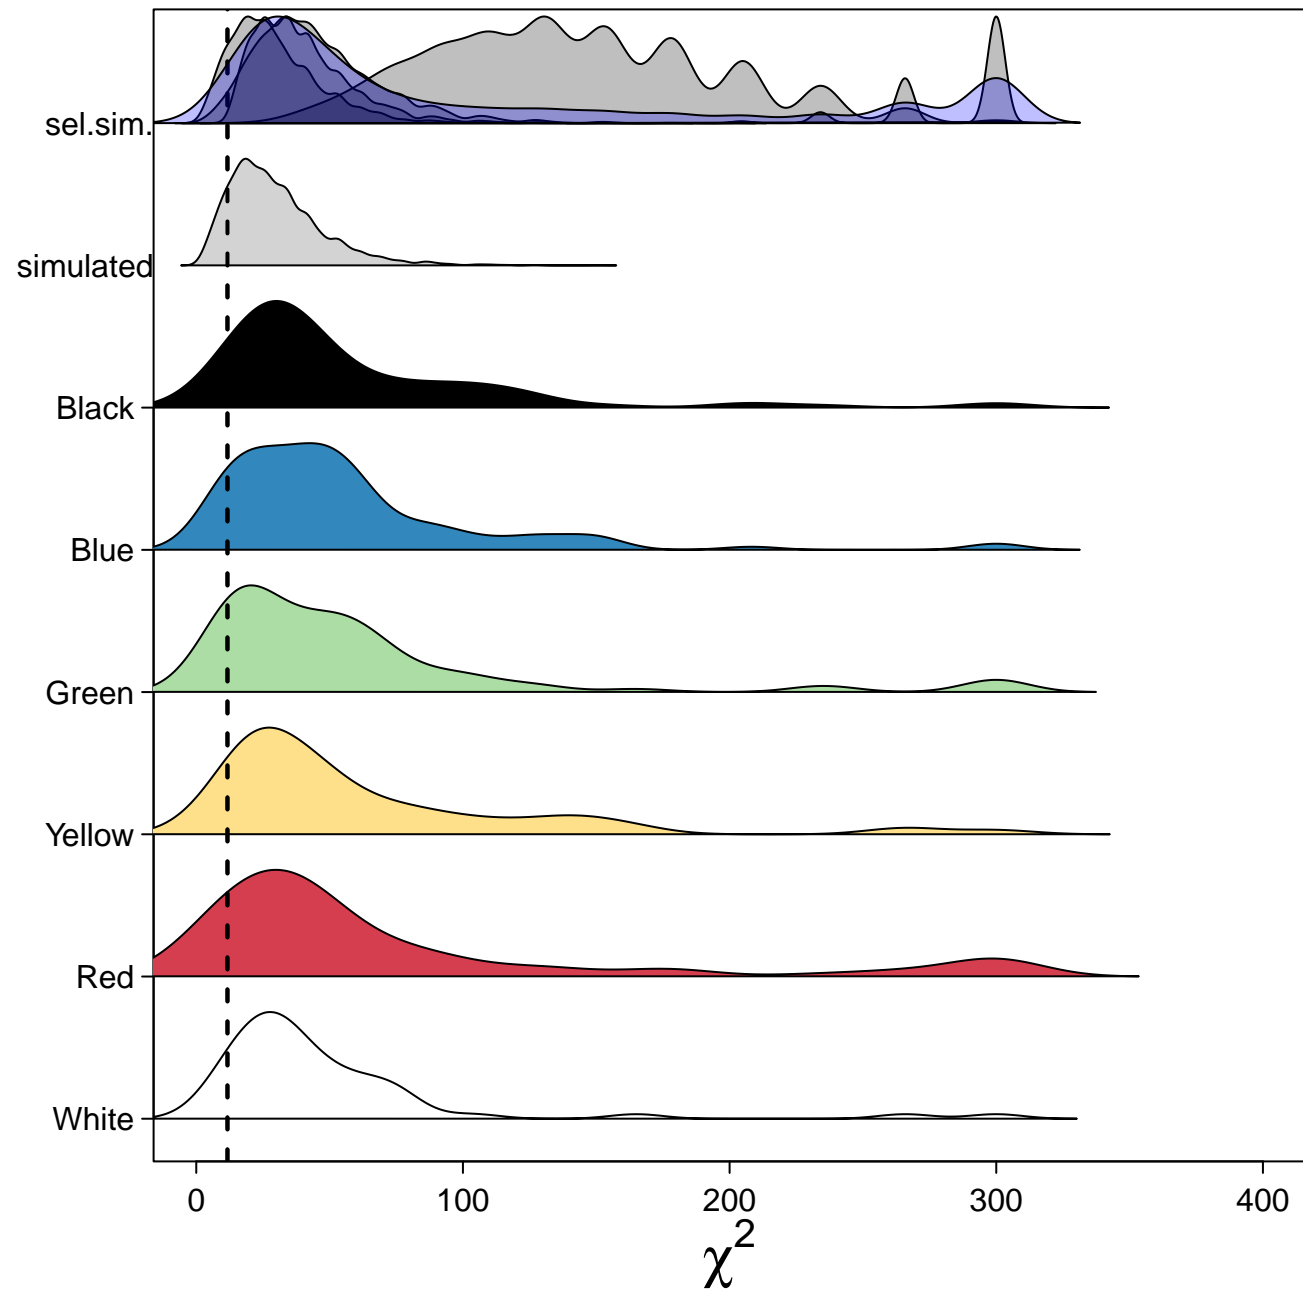 sel.sim.
simulated
Black
Blue
Green
Yellow
Red
White
0 100 200 300 400
χ²